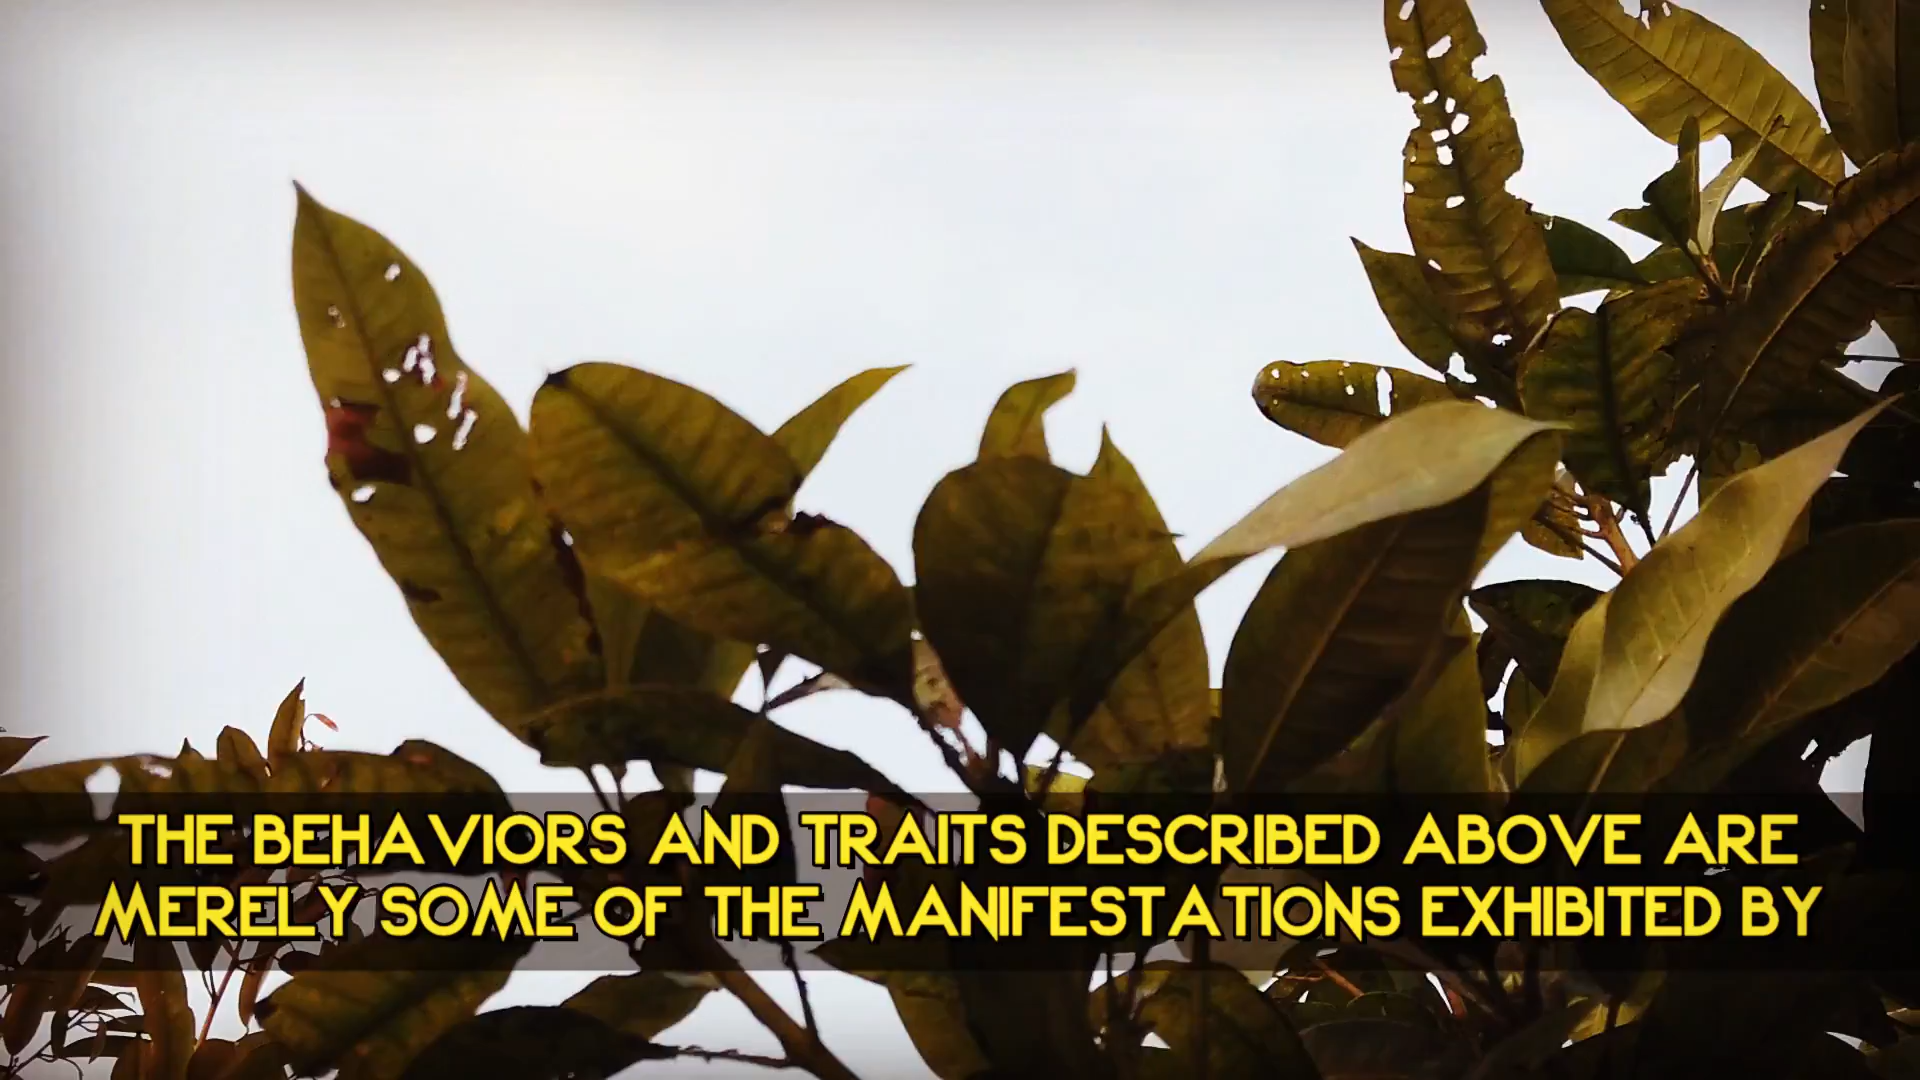 THE BEHAVIORS AND TRAITS DESCRIBED ABOVE ARE
MERELY SOME OF THE MANIFESTATIONS EXHIBITED BY